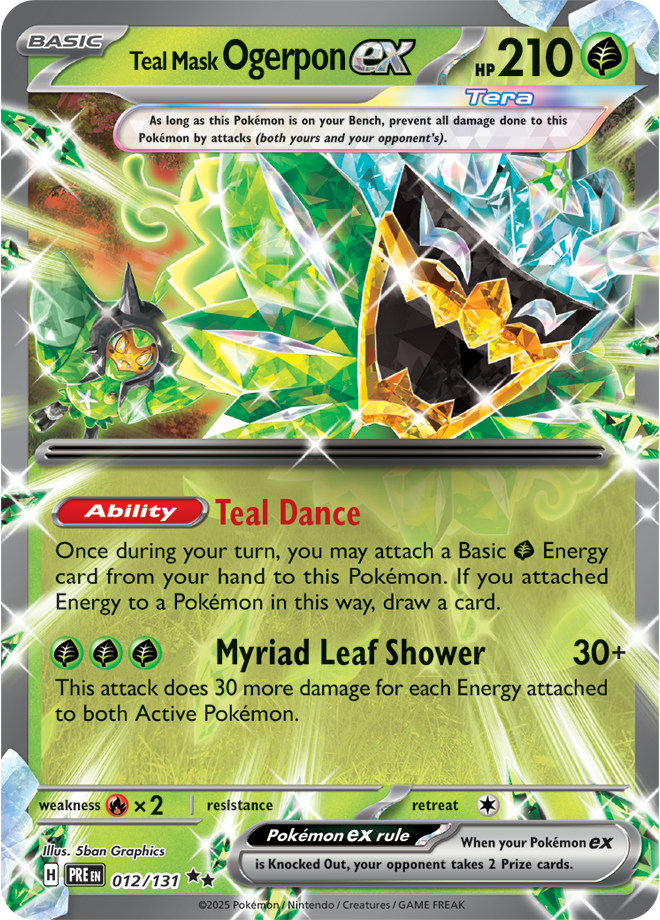 BASIC
Teal Mask Ogerpon ex HP 210
Tera
As long as this Pokémon is on your Bench, prevent all damage done to this
Pokémon by attacks (both yours and your opponent's).
Ability Teal Dance
Once during your turn, you may attach a Basic Energy
card from your hand to this Pokémon. If you attached
Energy to a Pokémon in this way, draw a card.
Myriad Leaf Shower 30+
This attack does 30 more damage for each Energy attached
to both Active Pokémon.
weakness ×2 resistance retreat
Pokémon ex rule When your Pokémon ex
is Knocked Out, your opponent takes 2 Prize cards.
Illus. 5ban Graphics
H PRE EN 012/131
©2025 Pokémon / Nintendo / Creatures / GAME FREAK